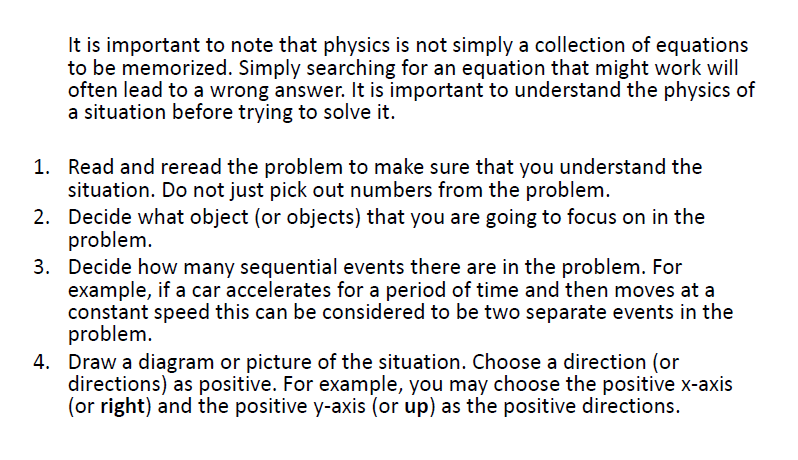 It is important to note that physics is not simply a collection of equations
to be memorized. Simply searching for an equation that might work will
often lead to a wrong answer. It is important to understand the physics of
a situation before trying to solve it.
1. Read and reread the problem to make sure that you understand the
situation. Do not just pick out numbers from the problem.
2. Decide what object (or objects) that you are going to focus on in the
problem.
3. Decide how many sequential events there are in the problem. For
example, if a car accelerates for a period of time and then moves at a
constant speed this can be considered to be two separate events in the
problem.
4. Draw a diagram or picture of the situation. Choose a direction (or
directions) as positive. For example, you may choose the positive x-axis
(or right) and the positive y-axis (or up) as the positive directions.